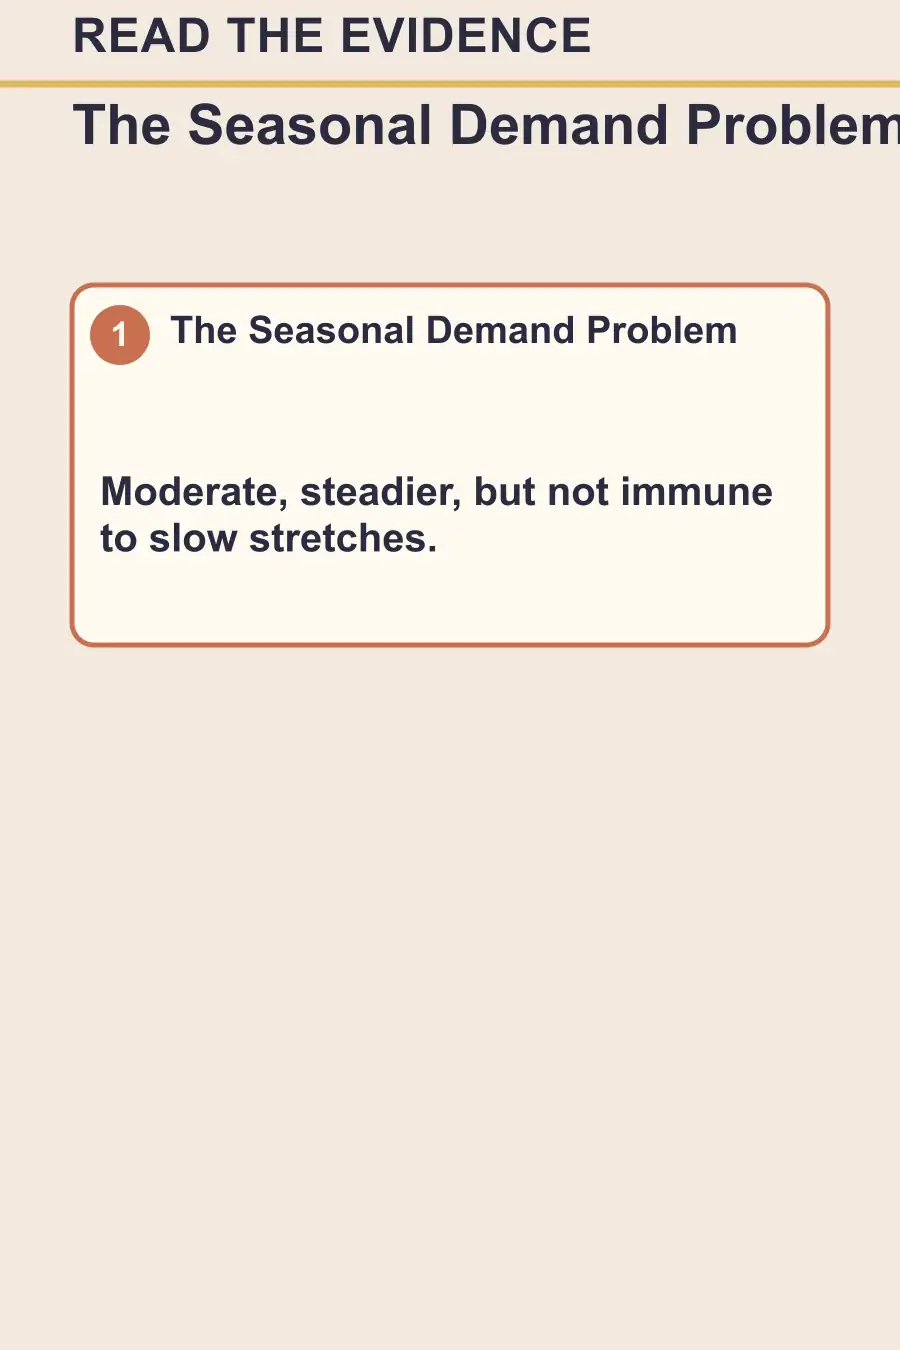 READ THE EVIDENCE
The Seasonal Demand Problem
1
The Seasonal Demand Problem
Moderate, steadier, but not immune
to slow stretches.